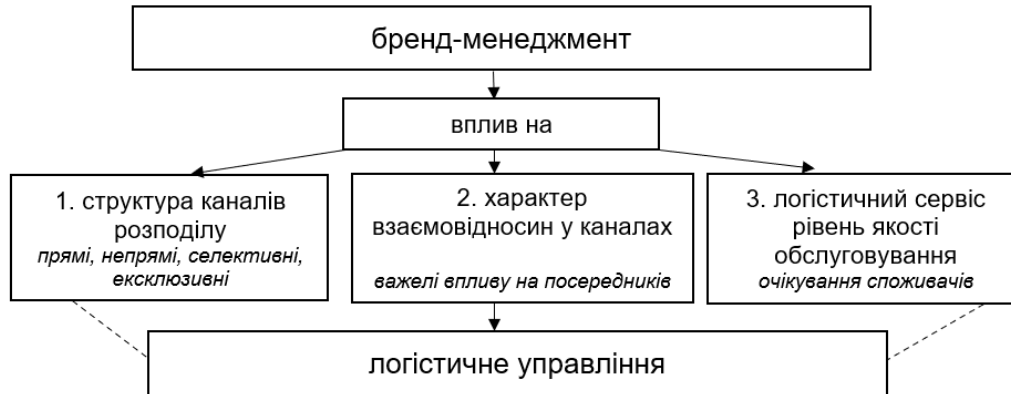 бренд-менеджмент
вплив на
1. структура каналів
розподілу
прямі, непрямі, селективні,
ексклюзивні
2. характер
взаємовідносин у каналах
важелі впливу на посередників
3. логістичний сервіс
рівень якості
обслуговування
очікування споживачів
логістичне управління